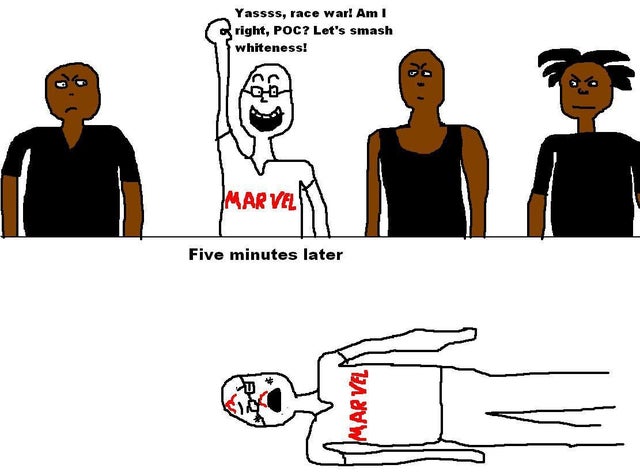 Yassss, race war! Am I
right, POC? Let's smash
whiteness!
MARVEL
Five minutes later
MARVEL